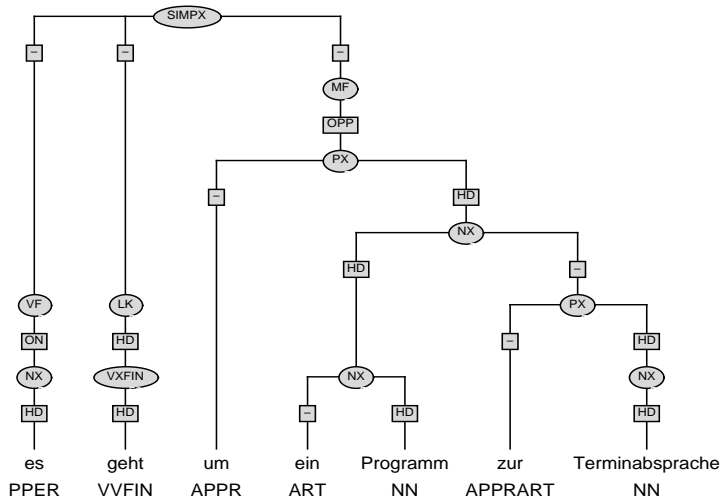 SIMPX
– – –
MF
OPP
PX
– HD
NX
HD –
VF LK PX
ON HD – HD
NX VXFIN NX NX
HD HD – HD HD
es geht um ein Programm zur Terminabsprache
PPER VVFIN APPR ART NN APPRART NN